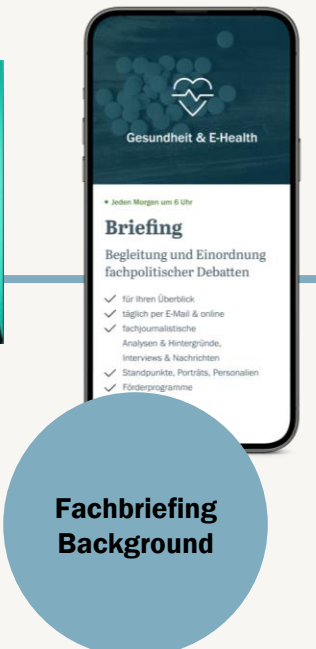 Gesundheit & E-Health
• Jeden Morgen um 6 Uhr
Briefing
Begleitung und Einordnung
fachpolitischer Debatten
✓ für Ihren Überblick
✓ täglich per E-Mail & online
✓ fachjournalistische
Analysen & Hintergründe,
Interviews & Nachrichten
✓ Standpunkte, Porträts, Personalien
✓ Förderprogramme
Fachbriefing
Background